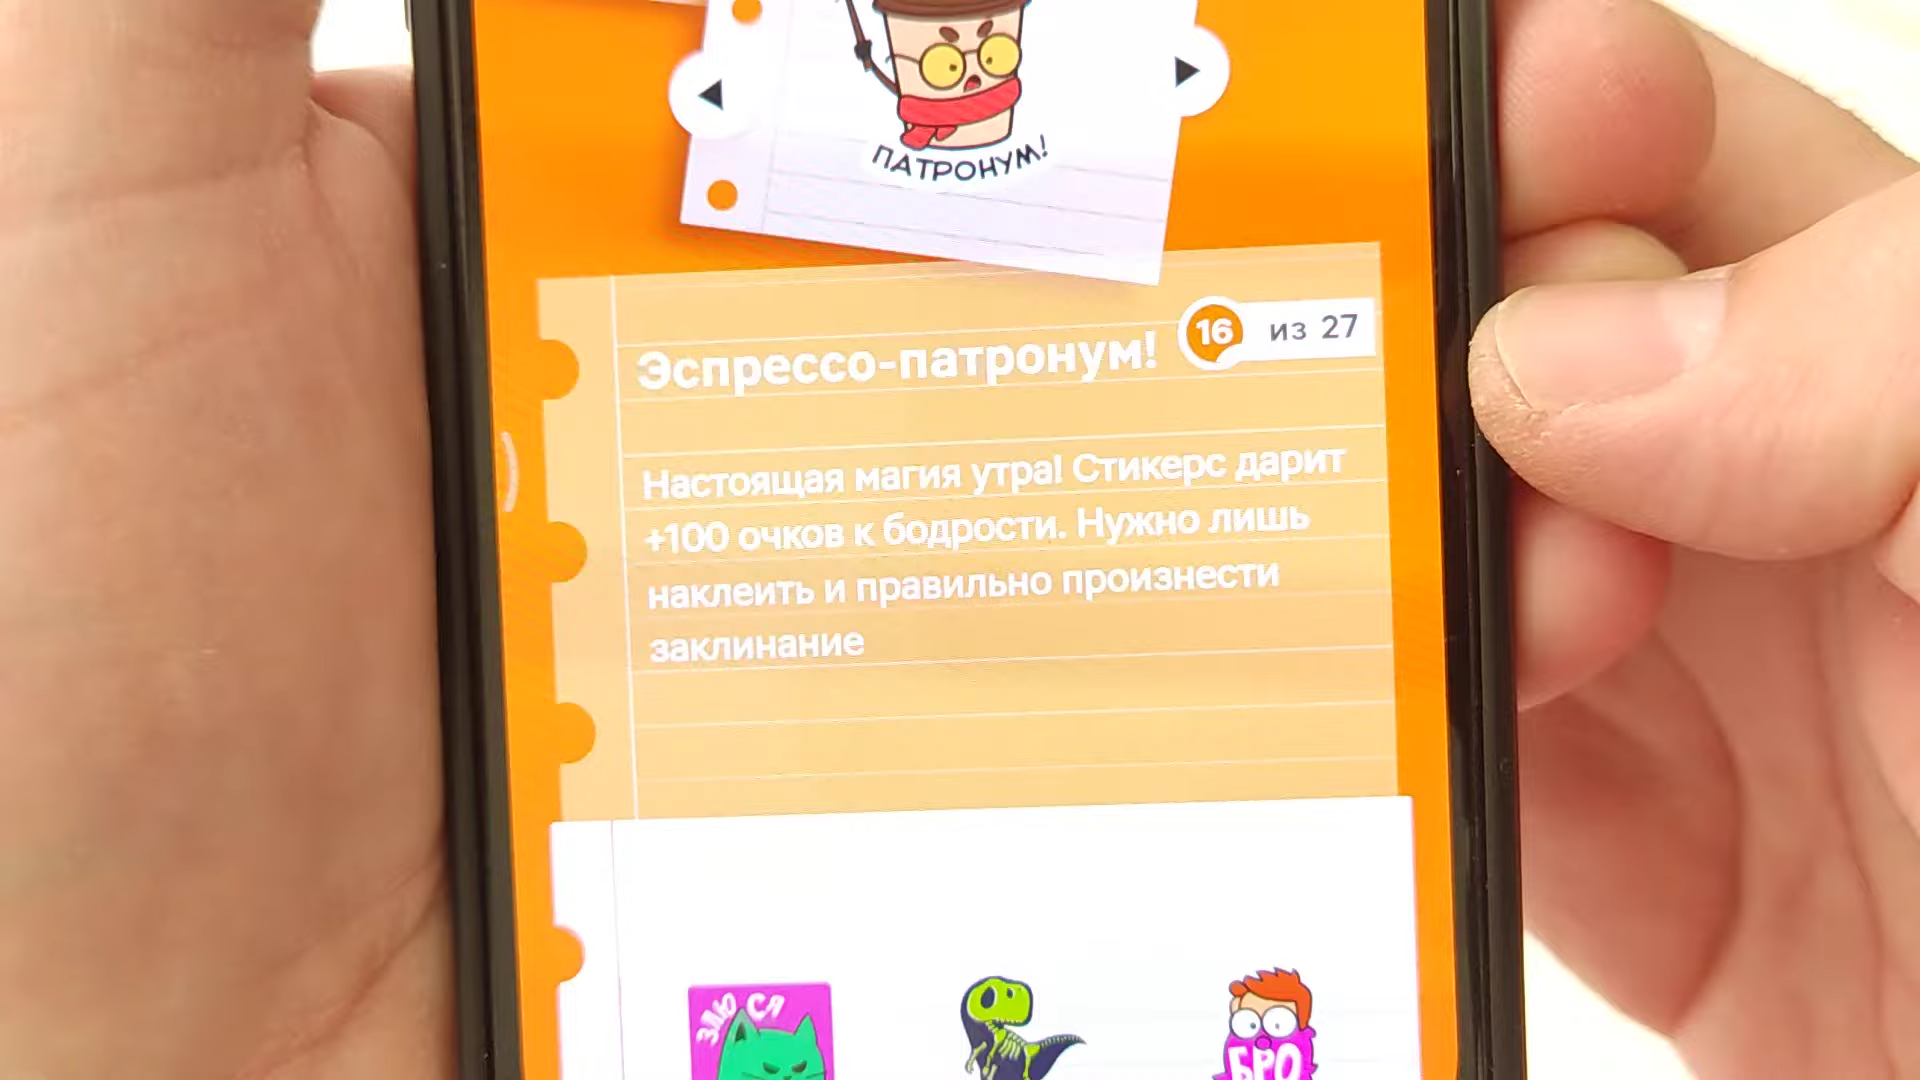 ПАТРОНУМ!
Эспрессо-патронум!
16 из 27
Настоящая магия утра! Стикерс дарит
+100 очков к бодрости. Нужно лишь
наклеить и правильно произнести
заклинание
ЗЛЮСЯ
БРО